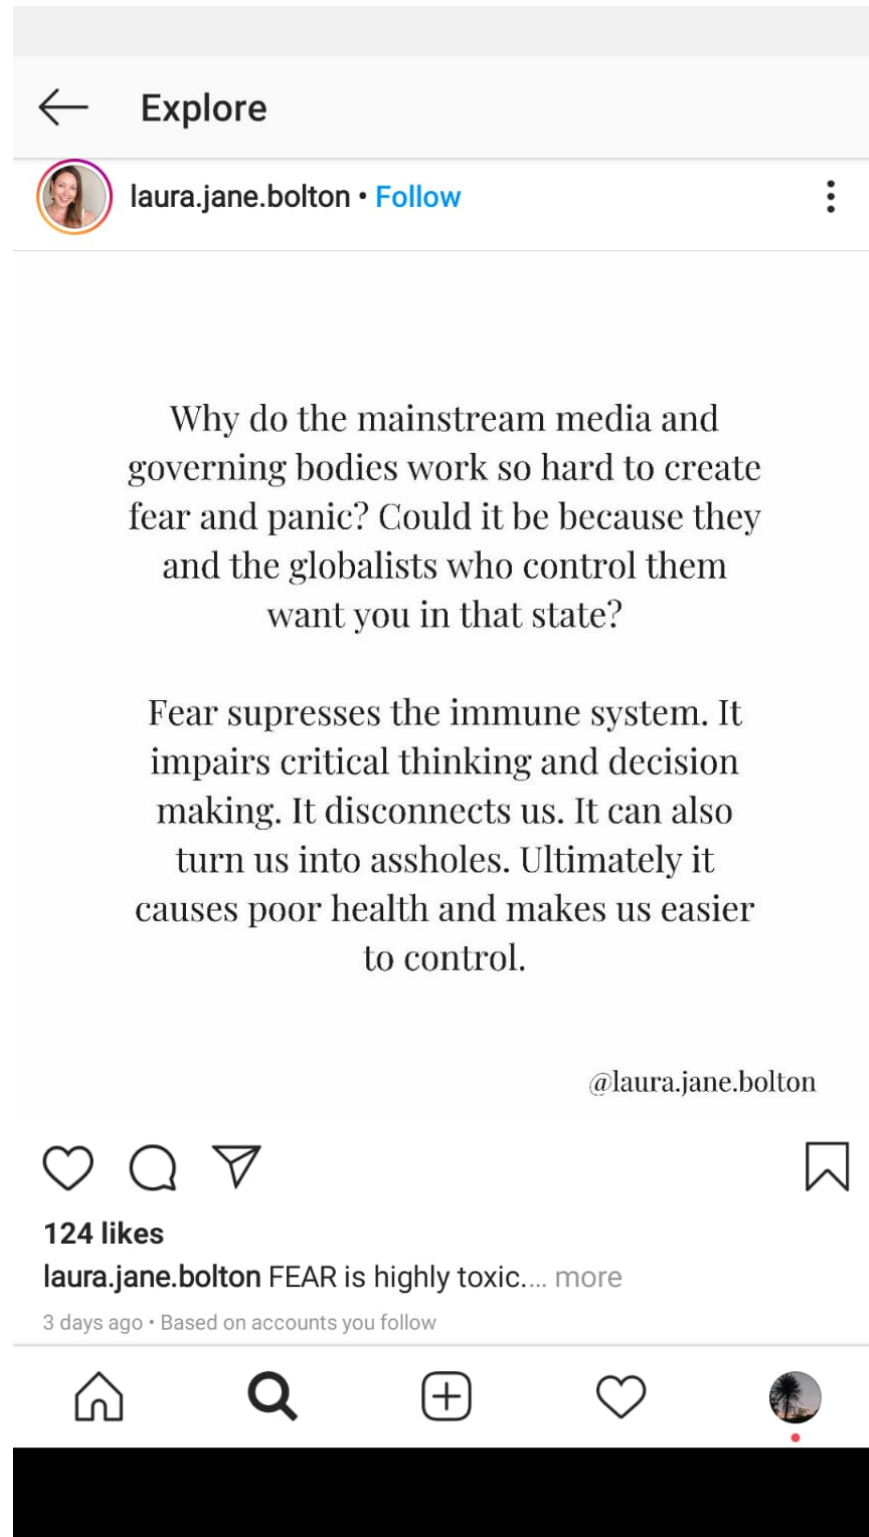 Explore
laura.jane.bolton • Follow
Why do the mainstream media and
governing bodies work so hard to create
fear and panic? Could it be because they
and the globalists who control them
want you in that state?
Fear supresses the immune system. It
impairs critical thinking and decision
making. It disconnects us. It can also
turn us into assholes. Ultimately it
causes poor health and makes us easier
to control.
@laura.jane.bolton
124 likes
laura.jane.bolton FEAR is highly toxic.... more
3 days ago • Based on accounts you follow